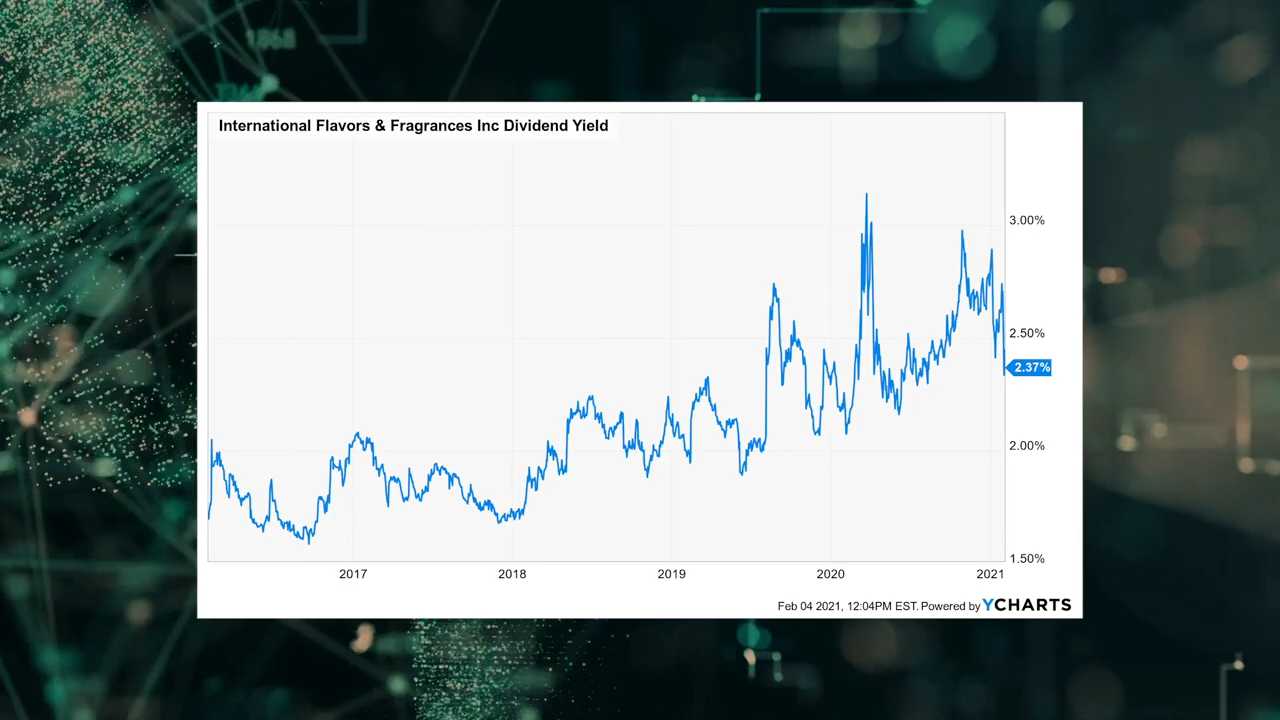 International Flavors & Fragrances Inc Dividend Yield
3.00%
2.50%
2.37%
2.00%
1.50%
2017 2018 2019 2020 2021
Feb 04 2021, 12:04PM EST. Powered by YCHARTS